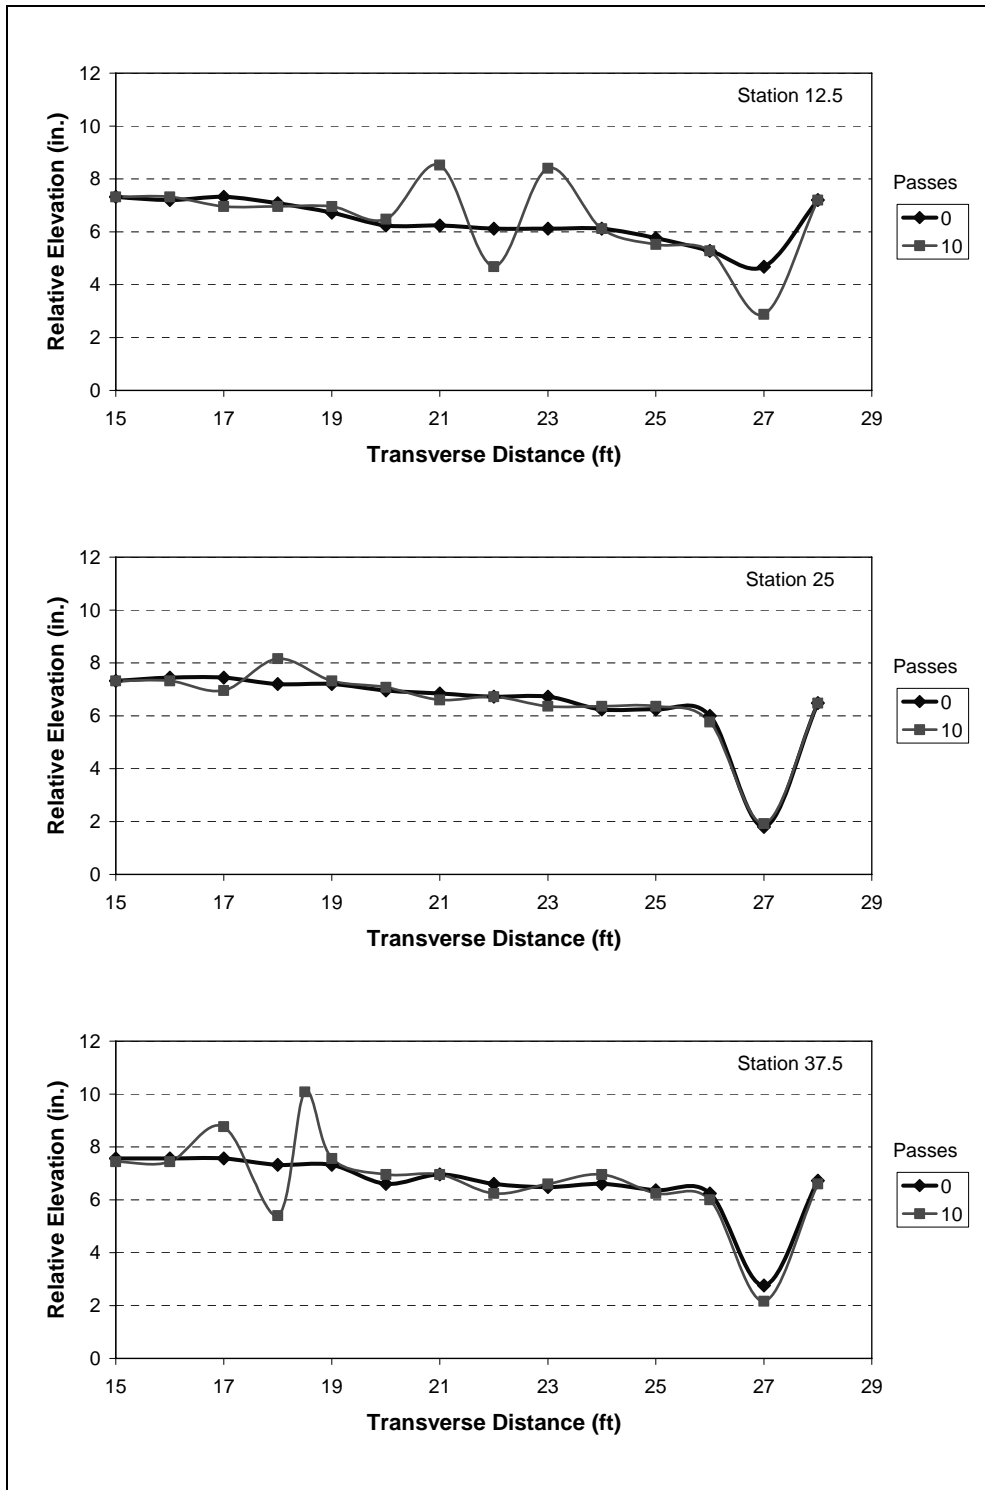 Station 12.5
Relative Elevation (in.)
12
10
8
6
4
2
0
15 17 19 21 23 25 27 29
Transverse Distance (ft)
Passes
0
10
Station 25
Relative Elevation (in.)
12
10
8
6
4
2
0
15 17 19 21 23 25 27 29
Transverse Distance (ft)
Passes
0
10
Station 37.5
Relative Elevation (in.)
12
10
8
6
4
2
0
15 17 19 21 23 25 27 29
Transverse Distance (ft)
Passes
0
10